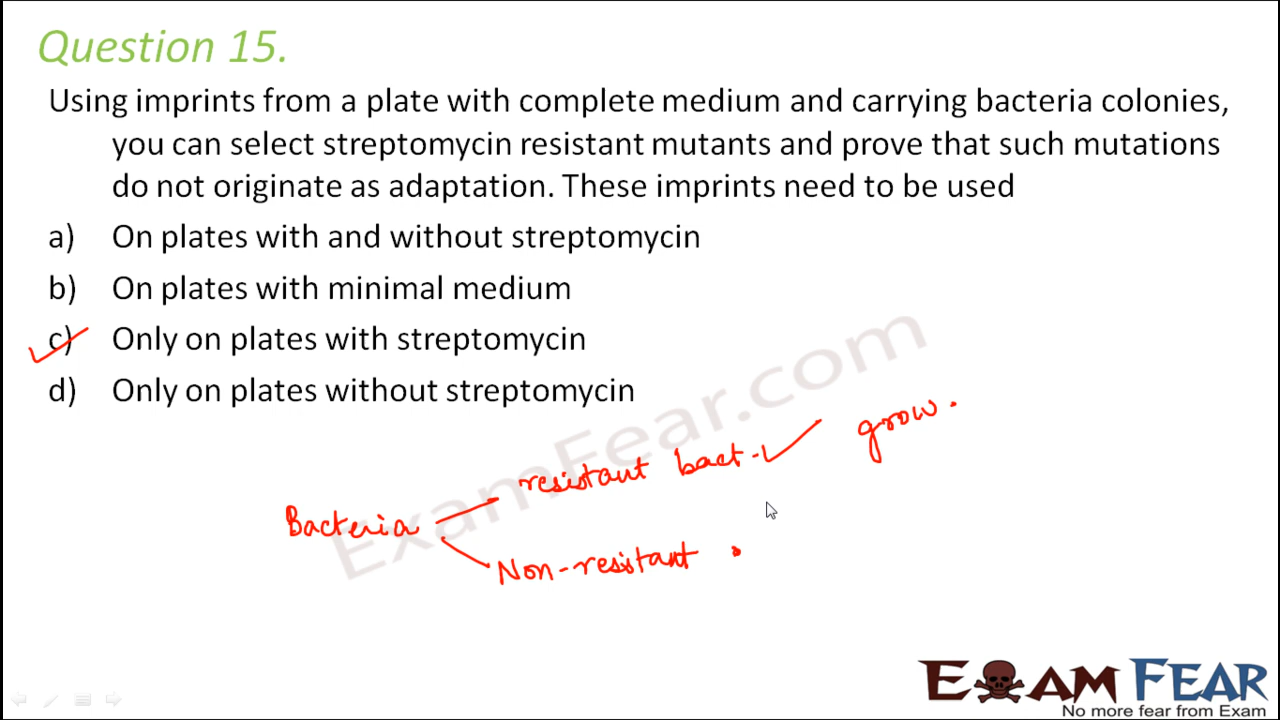 Question 15.
Using imprints from a plate with complete medium and carrying bacteria colonies,
you can select streptomycin resistant mutants and prove that such mutations
do not originate as adaptation. These imprints need to be used
a) On plates with and without streptomycin
b) On plates with minimal medium
c) Only on plates with streptomycin
d) Only on plates without streptomycin
ExamFear.com
resistant bact. grow.
Bacteria
Non-resistant
EXAM FEAR
No more fear from Exam